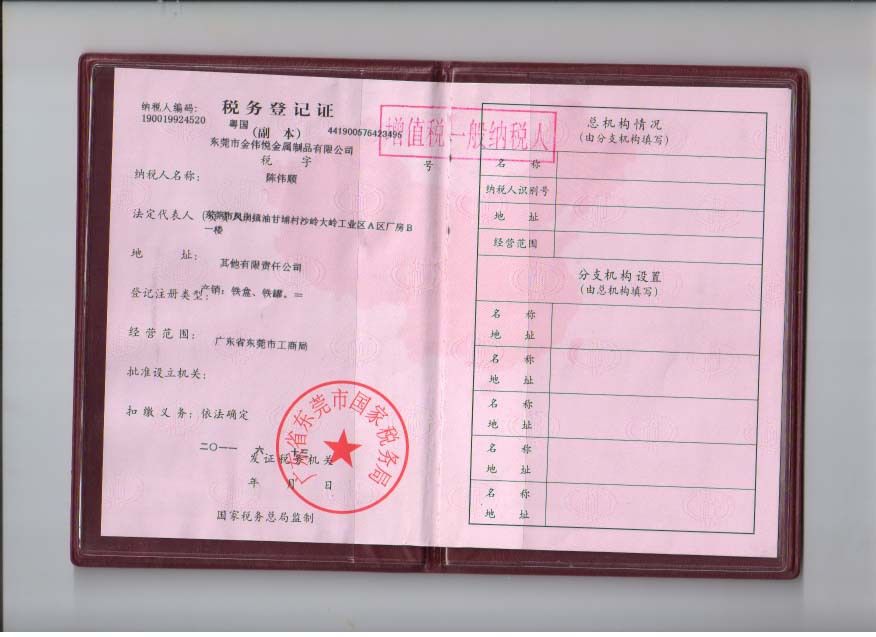 纳税人编码：
190019924520
税务登记证
粤国
（副 本）
441900576423495
东莞市金伟悦金属制品有限公司
税 字
号
增值税一般纳税人
纳税人名称：
陈伟顺
法定代表人
东莞市凤岗镇油甘埔村沙岭大岭工业区A区厂房B
一楼
地 址：
其他有限责任公司
登记注册类型：
产销：铁盒、铁罐。＝
经营范围：
广东省东莞市工商局
批准设立机关：
扣缴义务：依法确定
二〇一一 六 十三
发证税务机关
年 月 日
广东省东莞市国家税务局
国家税务总局监制
总机构情况
（由分支机构填写）
名 称
纳税人识别号
地 址
经营范围
分支机构设置
（由总机构填写）
名 称
地 址
名 称
地 址
名 称
地 址
名 称
地 址
名 称
地 址